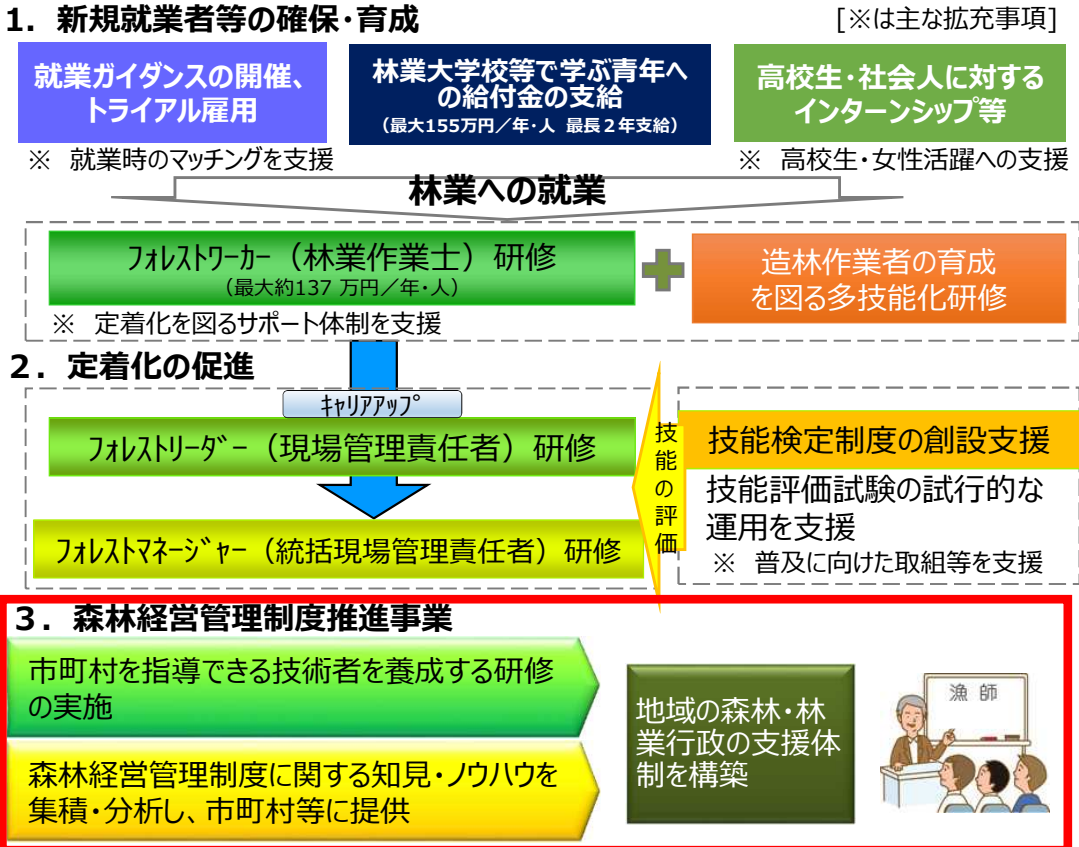 1. 新規就業者等の確保・育成
[※は主な拡充事項]
就業ガイダンスの開催、
トライアル雇用
林業大学校等で学ぶ青年へ
の給付金の支給
（最大155万円／年・人 最長２年支給）
高校生・社会人に対する
インターンシップ等
※ 就業時のマッチングを支援
※ 高校生・女性活躍への支援
林業への就業
ﾌｫﾚｽﾄﾜｰｶｰ（林業作業士）研修
（最大約137 万円／年・人）
造林作業者の育成
を図る多技能化研修
※ 定着化を図るサポート体制を支援
２．定着化の促進
ｷｬﾘｱｱｯﾌﾟ
ﾌｫﾚｽﾄﾘｰﾀﾞｰ（現場管理責任者）研修
ﾌｫﾚｽﾄﾏﾈｰｼﾞｬｰ（統括現場管理責任者）研修
技能の評価
技能検定制度の創設支援
技能評価試験の試行的な
運用を支援
※ 普及に向けた取組等を支援
３．森林経営管理制度推進事業
市町村を指導できる技術者を養成する研修
の実施
森林経営管理制度に関する知見・ノウハウを
集積・分析し、市町村等に提供
地域の森林・林
業行政の支援体
制を構築
漁師